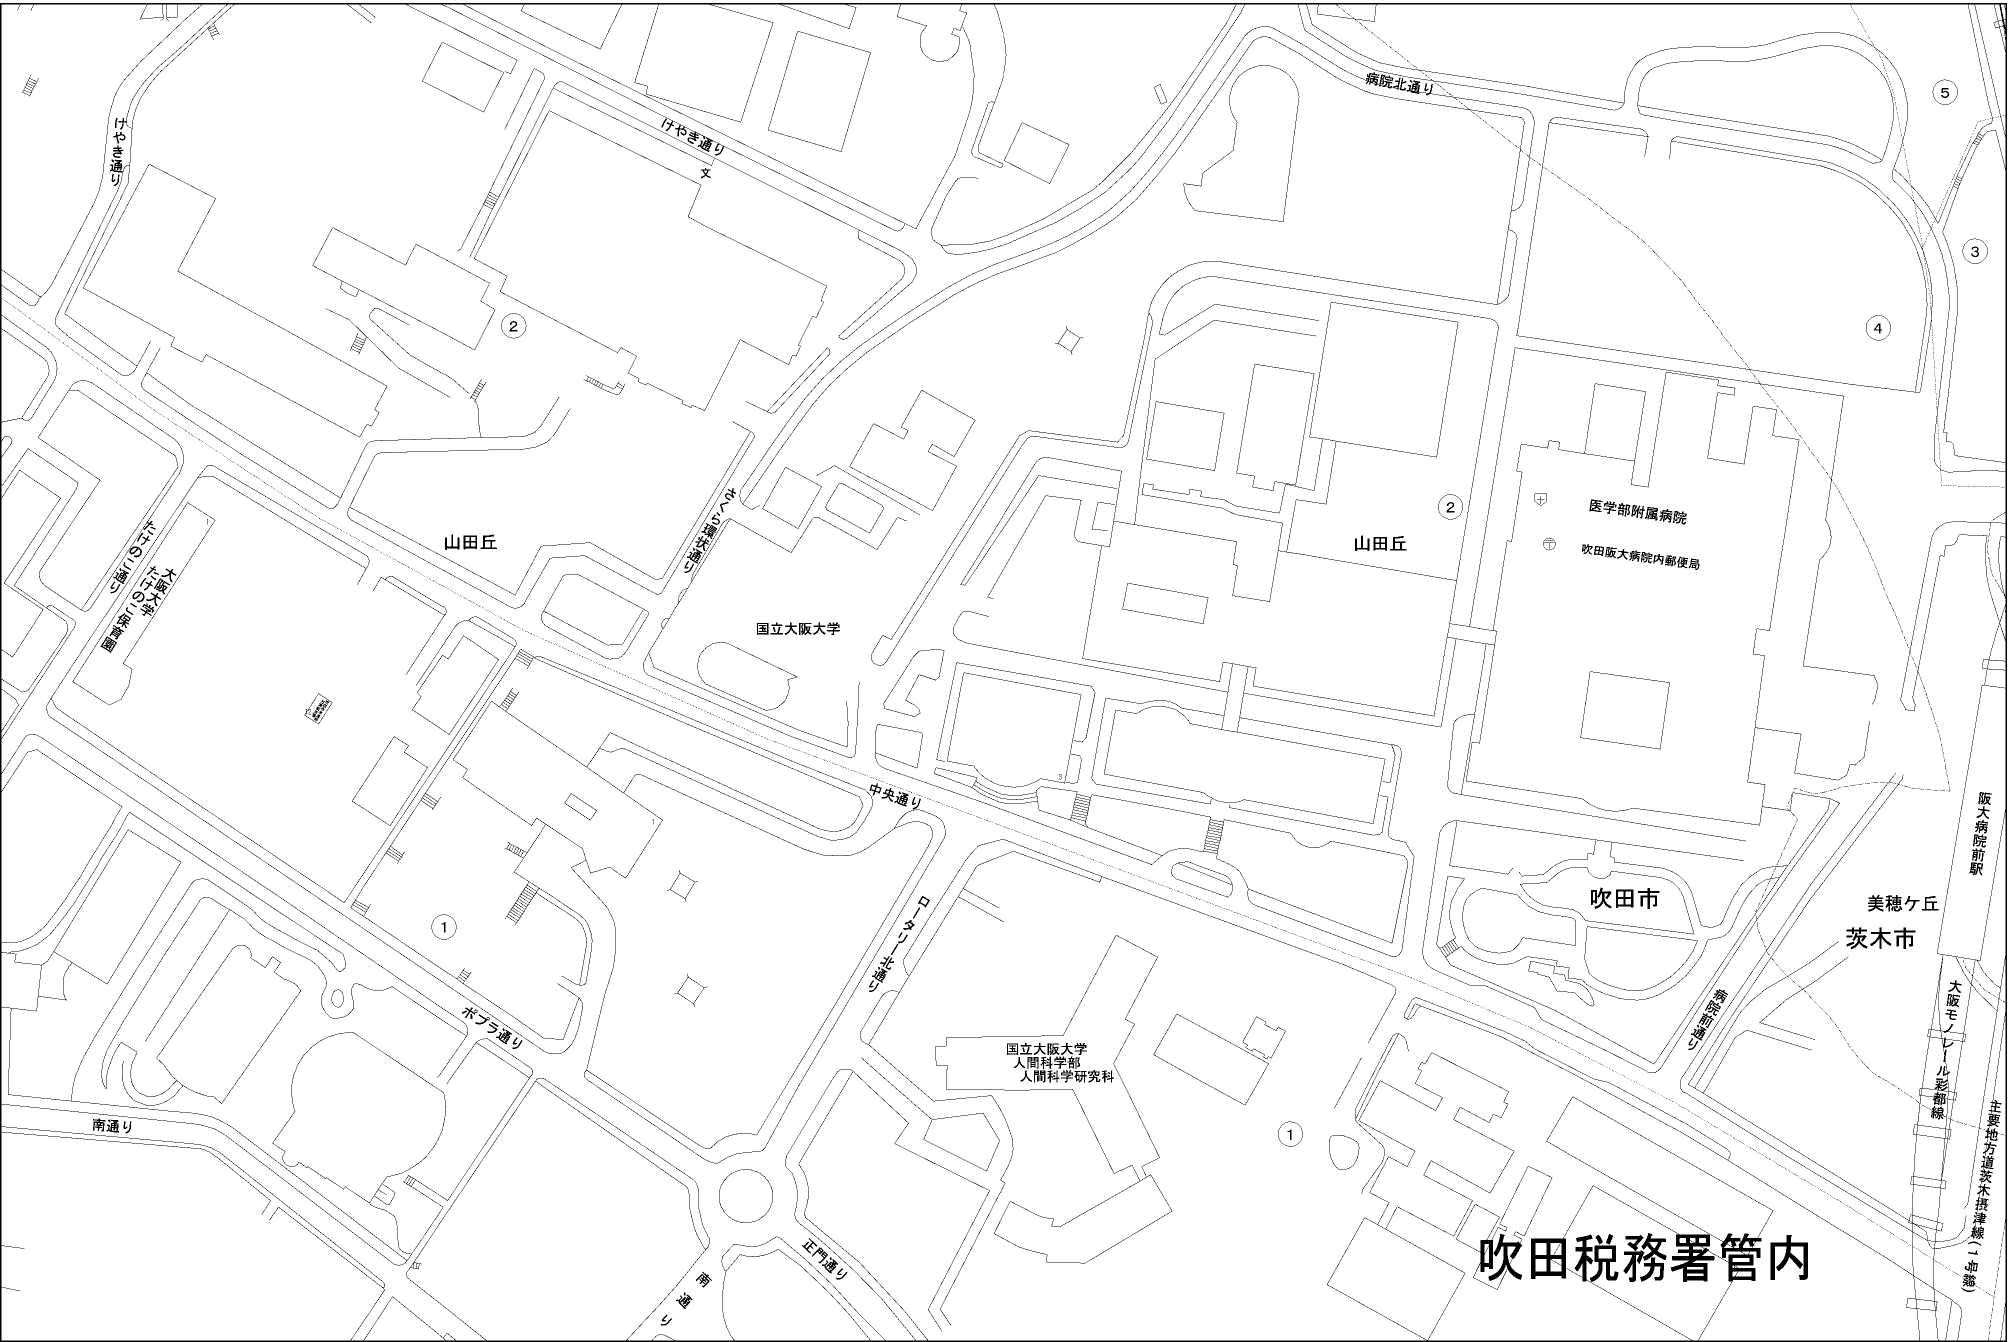 病院北通り
5
けやき通り
けやき通り
文
3
2
4
2
医学部附属病院
吹田阪大病院内郵便局
さくら環状通り
山田丘
山田丘
たけのこ通り
大阪大学
たけのこ保育園
国立大阪大学
3
中央通り
阪大病院前駅
吹田市
美穂ケ丘
茨木市
1
ロータリー北通り
ポプラ通り
病院前通り
大阪モノレール彩都線
国立大阪大学
人間科学部
人間科学研究科
南通り
1
主要地方道茨木摂津線(1号線)
正門通り
南通り
吹田税務署管内